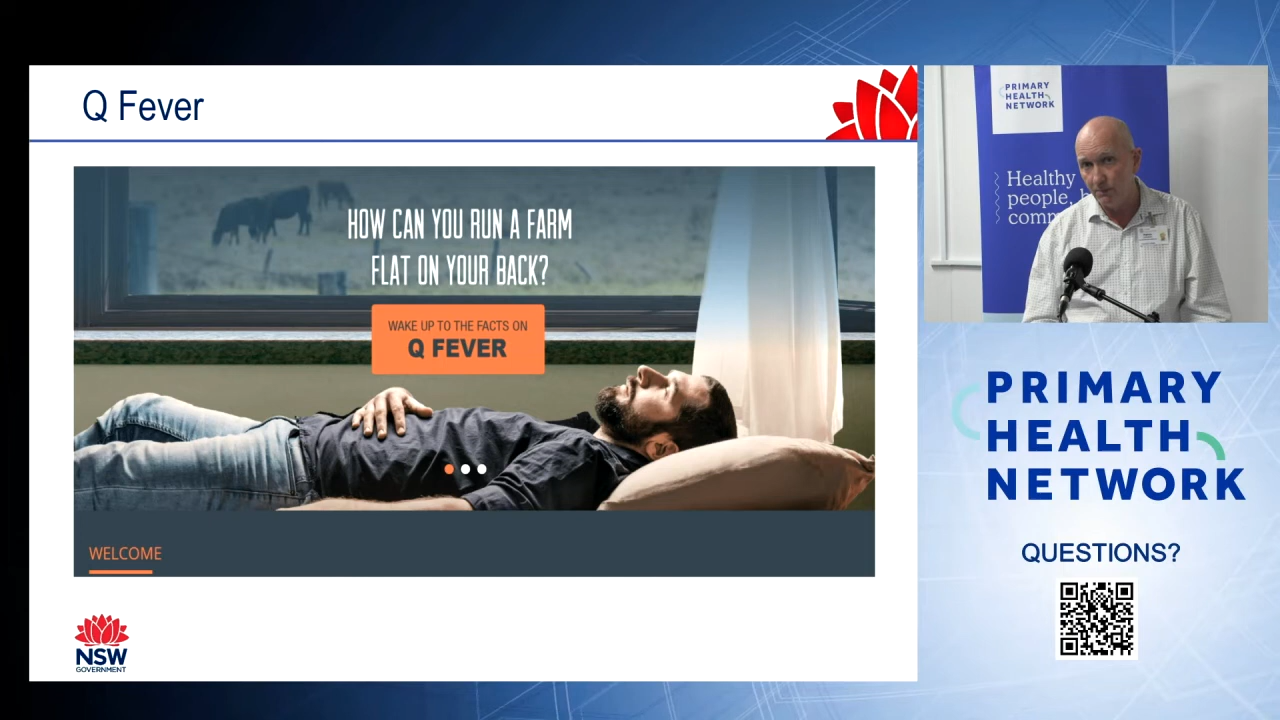 Q Fever
HOW CAN YOU RUN A FARM
FLAT ON YOUR BACK?
WAKE UP TO THE FACTS ON
Q FEVER
WELCOME
NSW
GOVERNMENT
PRIMARY
HEALTH
NETWORK
Healthy
people,
PRIMARY
HEALTH
NETWORK
QUESTIONS?